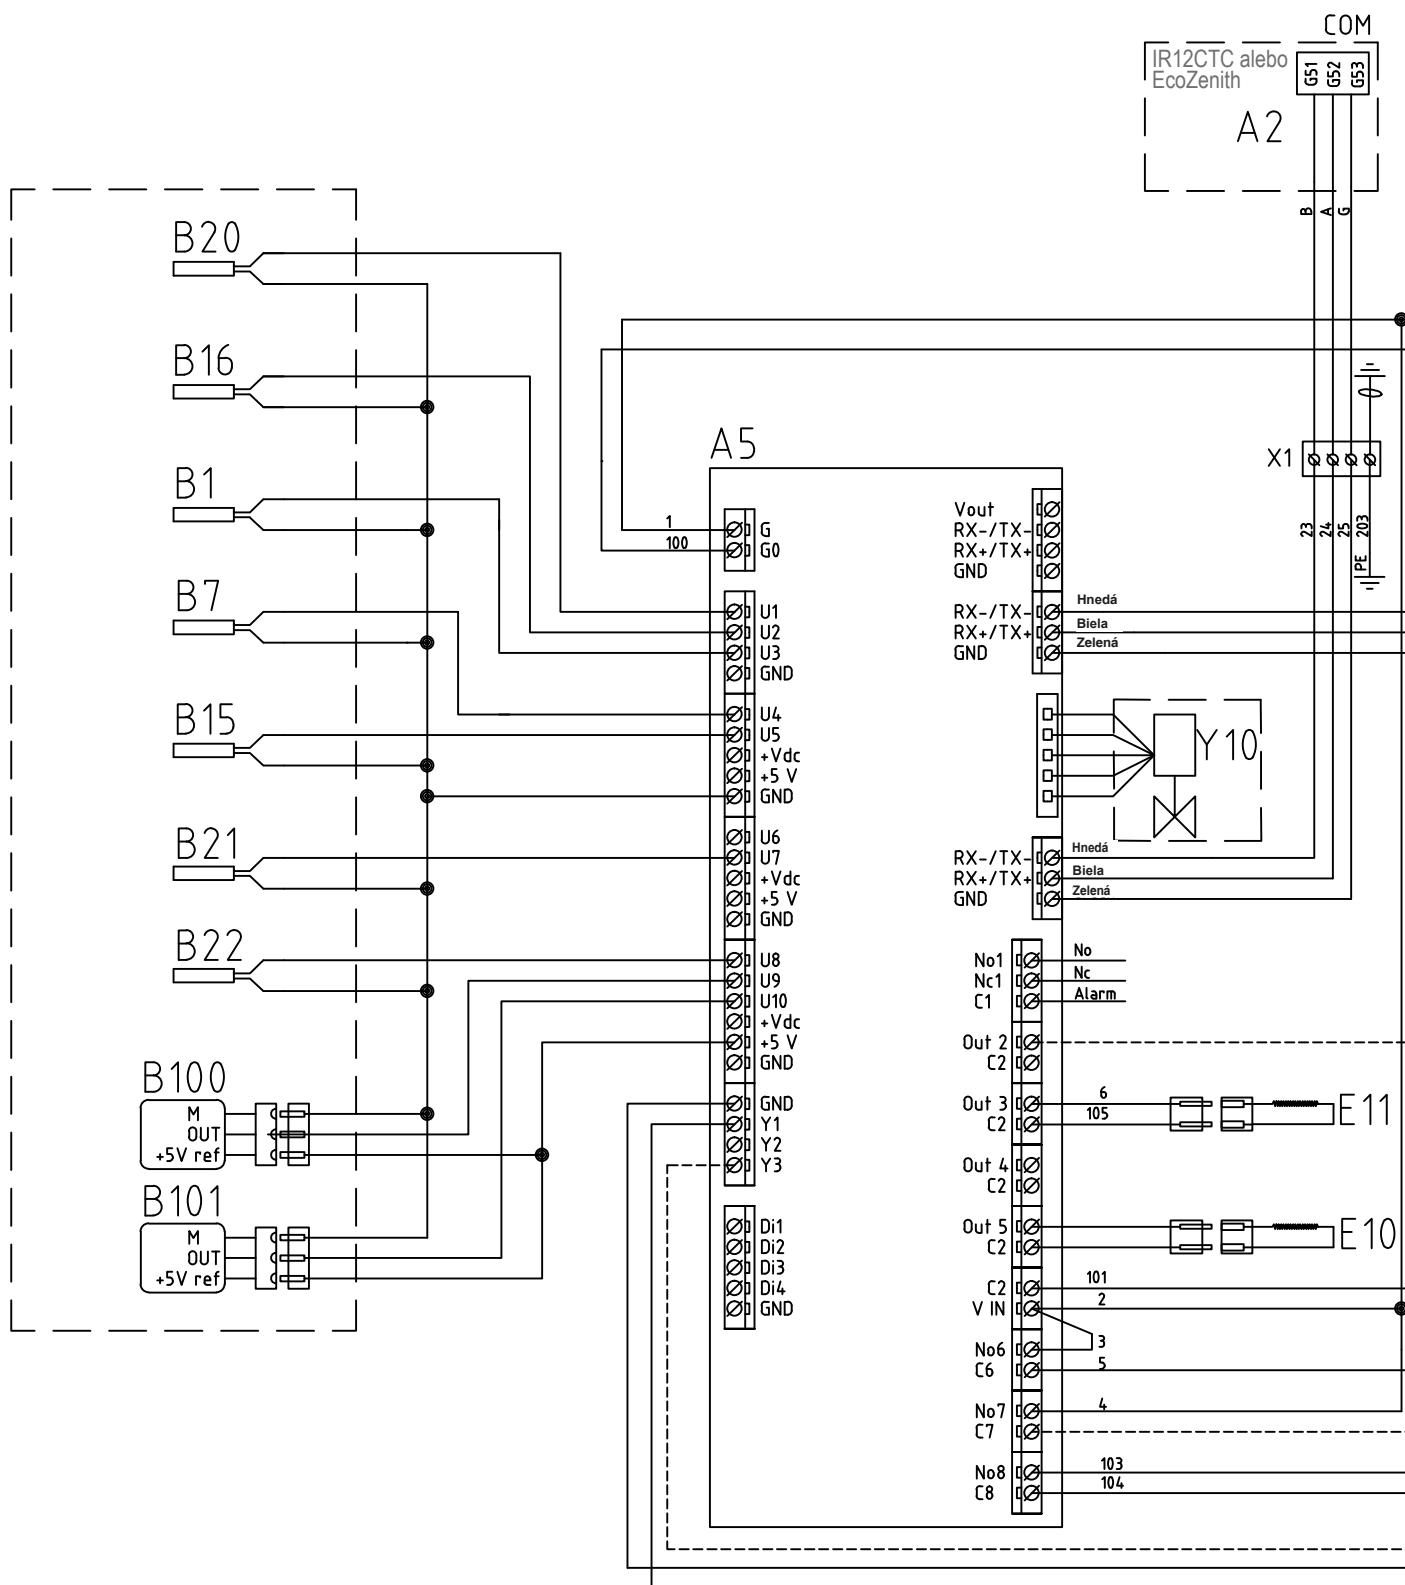 COM
IR12CTC alebo
EcoZenith
G51
G52
G53
A2
B
A
G
B20
B16
B1
B7
B15
B21
B22
B100
M
OUT
+5V ref
B101
M
OUT
+5V ref
A5
1
100
G
G0
U1
U2
U3
GND
U4
U5
+Vdc
+5 V
GND
U6
U7
+Vdc
+5 V
GND
U8
U9
U10
+Vdc
+5 V
GND
GND
Y1
Y2
Y3
Di1
Di2
Di3
Di4
GND
X1
23
24
25
203
PE
Vout
RX-/TX-
RX+/TX+
GND
RX-/TX- Hnedá
RX+/TX+ Biela
GND Zelená
Y10
RX-/TX- Hnedá
RX+/TX+ Biela
GND Zelená
No1 No
Nc1 Nc
C1 Alarm
Out 2
C2
Out 3 6
C2 105
E11
Out 4
C2
Out 5
C2
E10
C2 101
V IN 2
No6 3
C6 5
No7 4
C7
No8 103
C8 104